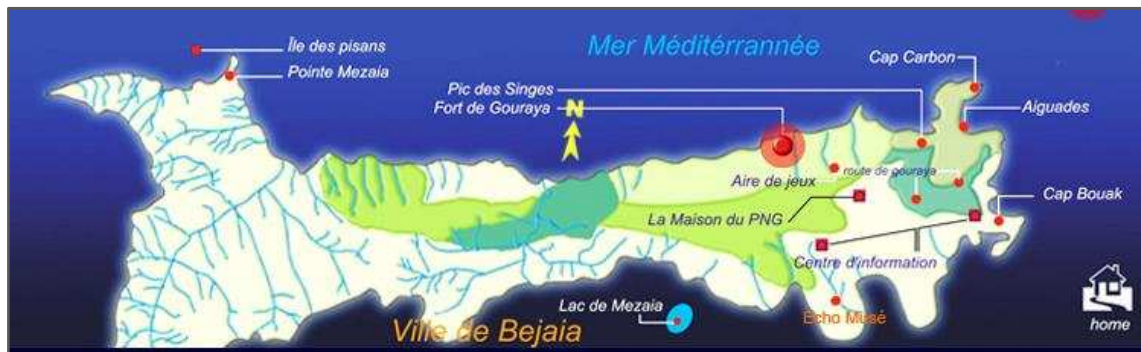 Île des pisans
Mer Méditérrannée
Cap Carbon
Pointe Mezaia
Pic des Singes
Fort de Gouraya
N
Aiguades
Aire de jeux
route de gouraya
Cap Bouak
La Maison du PNG
Centre d'information
Lac de Mezaia
Echo Musé
Ville de Bejaia
home